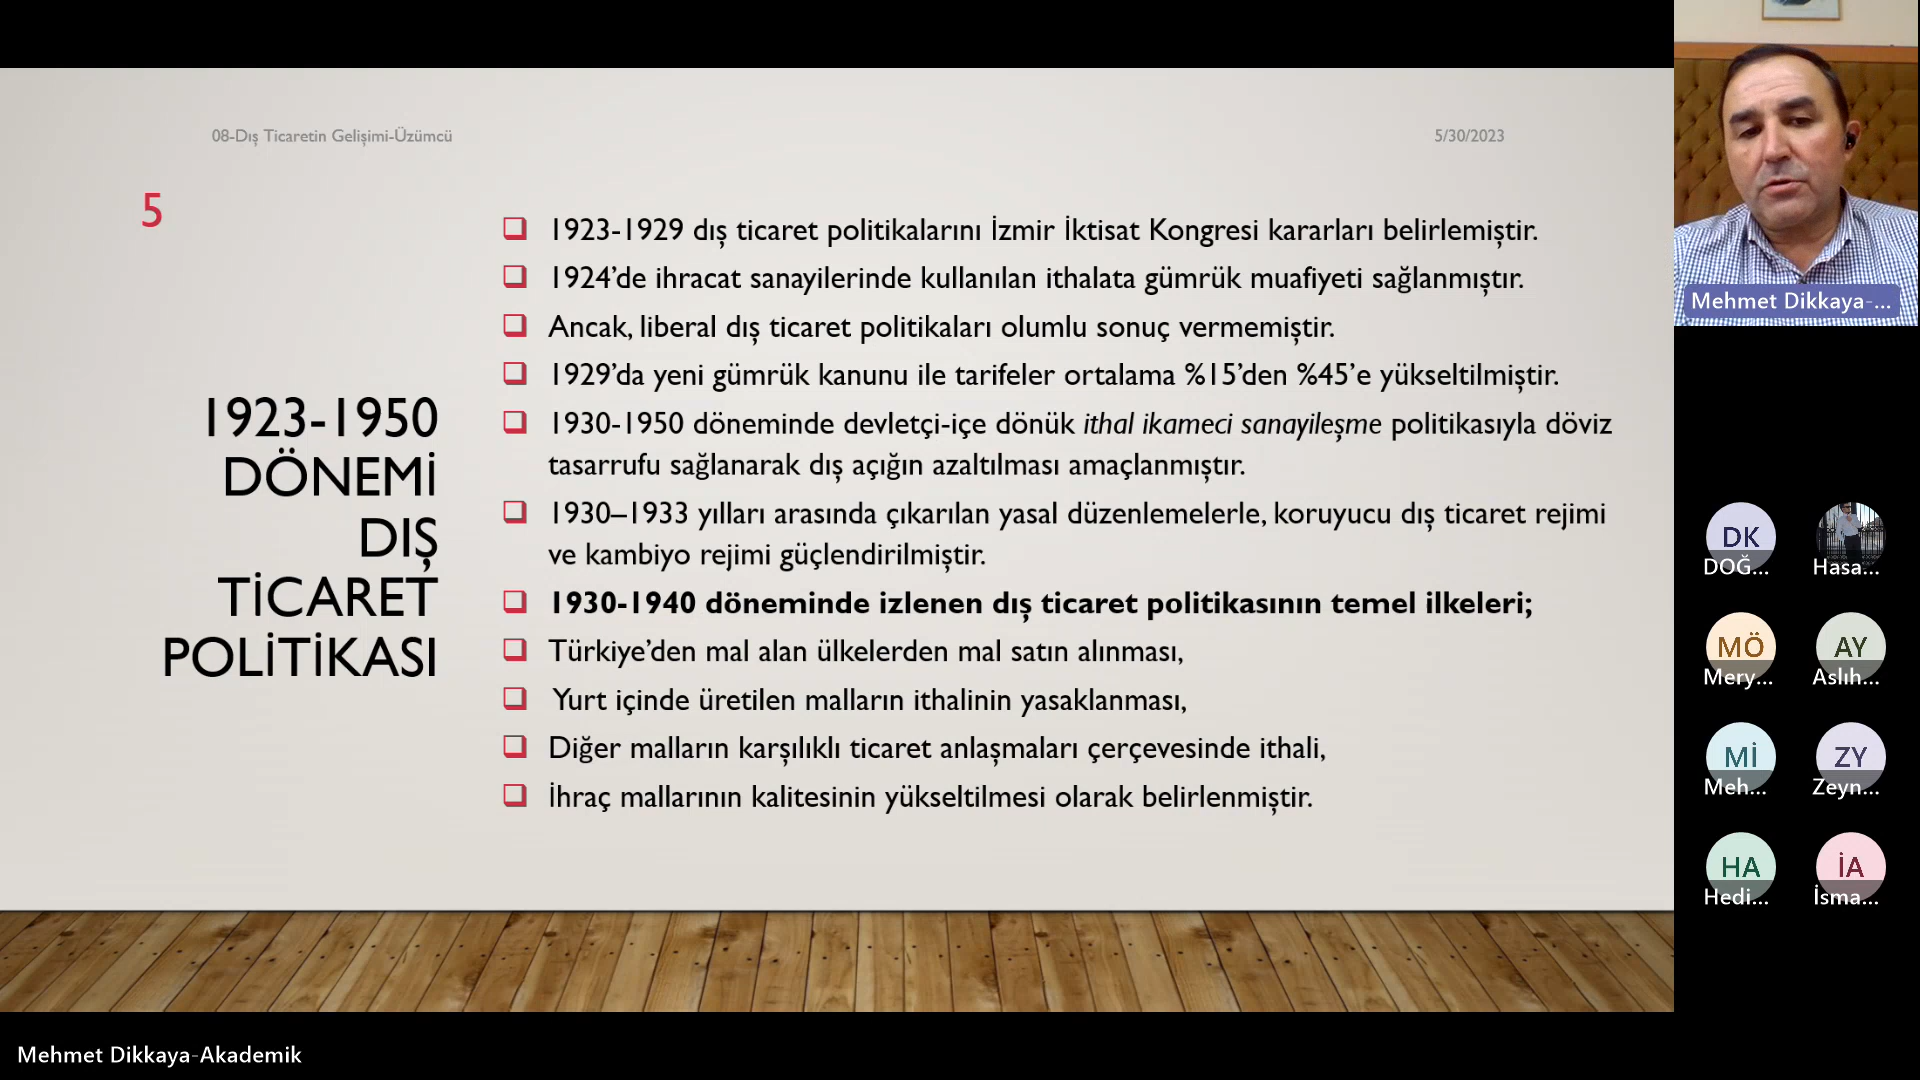 08-Dış Ticaretin Gelişimi-Üzümcü
5/30/2023
5
1923-1950
DÖNEMİ
DIŞ
TİCARET
POLİTİKASI
1923-1929 dış ticaret politikalarını İzmir İktisat Kongresi kararları belirlemiştir.
1924’de ihracat sanayilerinde kullanılan ithalata gümrük muafiyeti sağlanmıştır.
Ancak, liberal dış ticaret politikaları olumlu sonuç vermemiştir.
1929’da yeni gümrük kanunu ile tarifeler ortalama %15’den %45’e yükseltilmiştir.
1930-1950 döneminde devletçi-içe dönük ithal ikameci sanayileşme politikasıyla döviz
tasarrufu sağlanarak dış açığın azaltılması amaçlanmıştır.
1930–1933 yılları arasında çıkarılan yasal düzenlemelerle, koruyucu dış ticaret rejimi
ve kambiyo rejimi güçlendirilmiştir.
1930-1940 döneminde izlenen dış ticaret politikasının temel ilkeleri;
Türkiye’den mal alan ülkelerden mal satın alınması,
Yurt içinde üretilen malların ithalinin yasaklanması,
Diğer malların karşılıklı ticaret anlaşmaları çerçevesinde ithali,
İhraç mallarının kalitesinin yükseltilmesi olarak belirlenmiştir.
Mehmet Dikkaya-...
DK
DOĞ...
Hasa...
MÖ
Mery...
AY
Aslıh...
Mİ
Meh...
ZY
Zeyn...
HA
Hedi...
İA
İsma...
Mehmet Dikkaya-Akademik